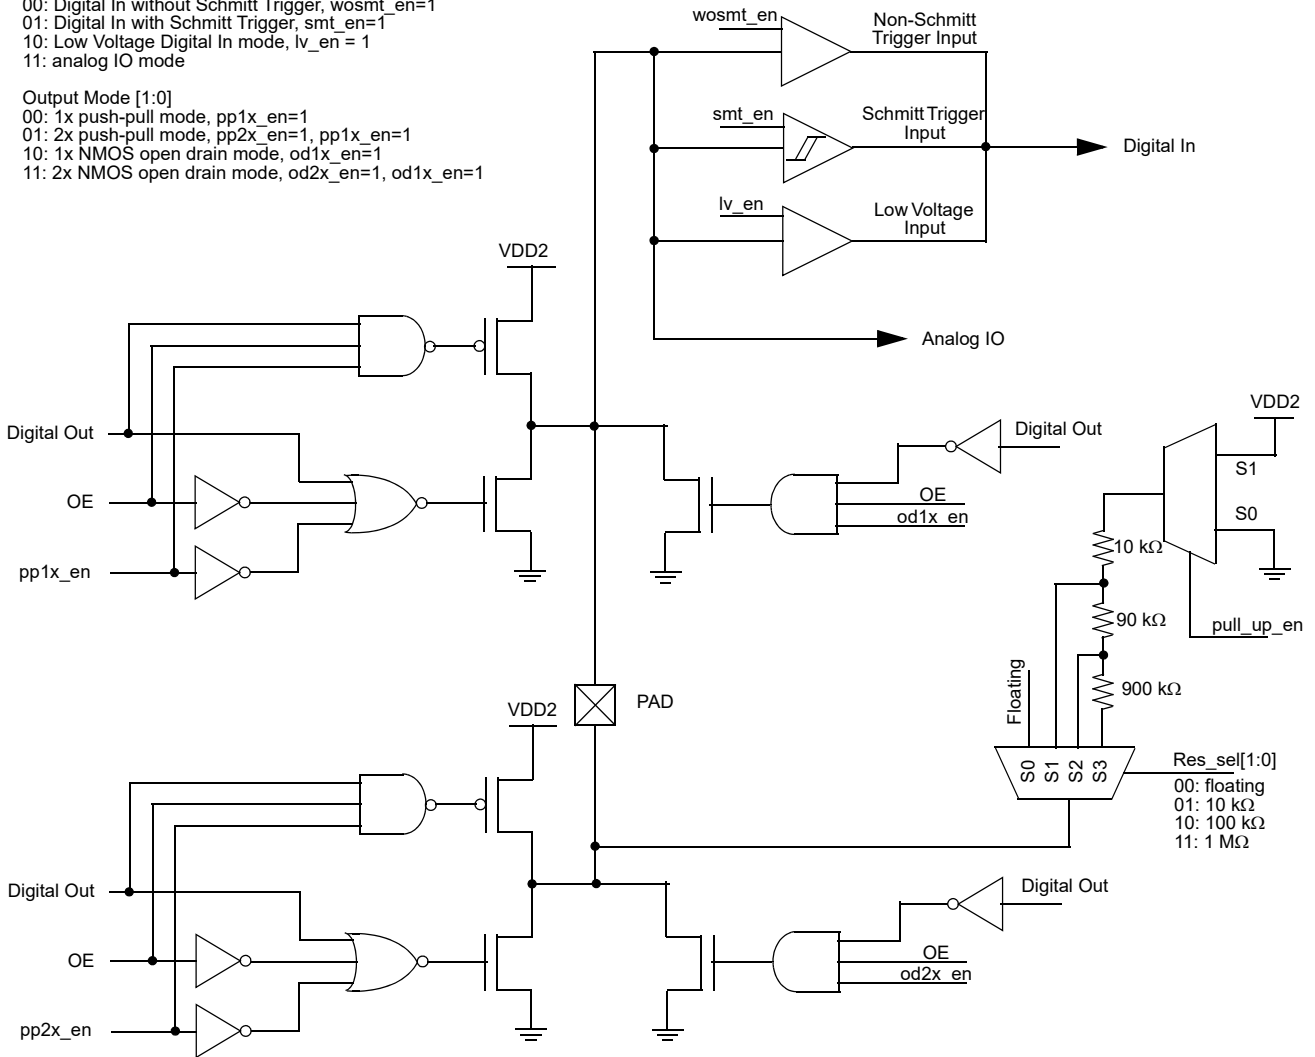 00: Digital In without Schmitt Trigger, wosmt_en=1
01: Digital In with Schmitt Trigger, smt_en=1
10: Low Voltage Digital In mode, lv_en = 1
11: analog IO mode
Output Mode [1:0]
00: 1x push-pull mode, pp1x_en=1
01: 2x push-pull mode, pp2x_en=1, pp1x_en=1
10: 1x NMOS open drain mode, od1x_en=1
11: 2x NMOS open drain mode, od2x_en=1, od1x_en=1
wosmt_en
Non-Schmitt
Trigger Input
smt_en
Schmitt Trigger
Input
Digital In
lv_en
Low Voltage
Input
Analog IO
VDD2
Digital Out
OE
pp1x_en
Digital Out
OE
od1x_en
VDD2
S1
S0
10 kΩ
90 kΩ
900 kΩ
pull_up_en
Floating
S0
S1
S2
S3
Res_sel[1:0]
00: floating
01: 10 kΩ
10: 100 kΩ
11: 1 MΩ
PAD
VDD2
Digital Out
OE
pp2x_en
Digital Out
OE
od2x_en